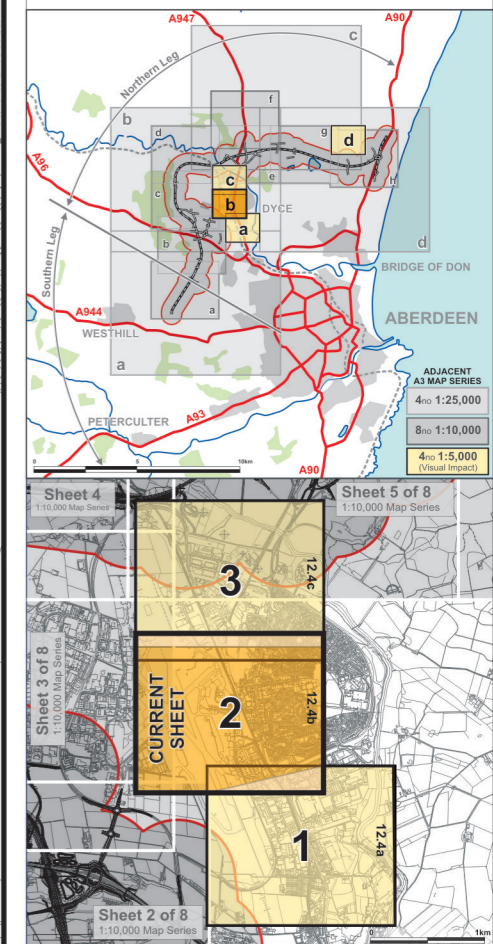 A947
A90
c
Northern Leg
b
f
d
g
d
A96
c
e
h
c
b
DYCE
a
b
d
Southern Leg
BRIDGE OF DON
A944
a
ABERDEEN
WESTHILL
a
ADJACENT
A3 MAP SERIES
4no 1:25,000
8no 1:10,000
4no 1:5,000
(Visual Impact)
PETERCULTER
A93
0 5 10km
A90
Sheet 4
1:10,000 Map Series
Sheet 5 of 8
1:10,000 Map Series
3
12.4c
Sheet 3 of 8
1:10,000 Map Series
CURRENT
SHEET
2
12.4b
1
12.4a
Sheet 2 of 8
1:10,000 Map Series
0 1km